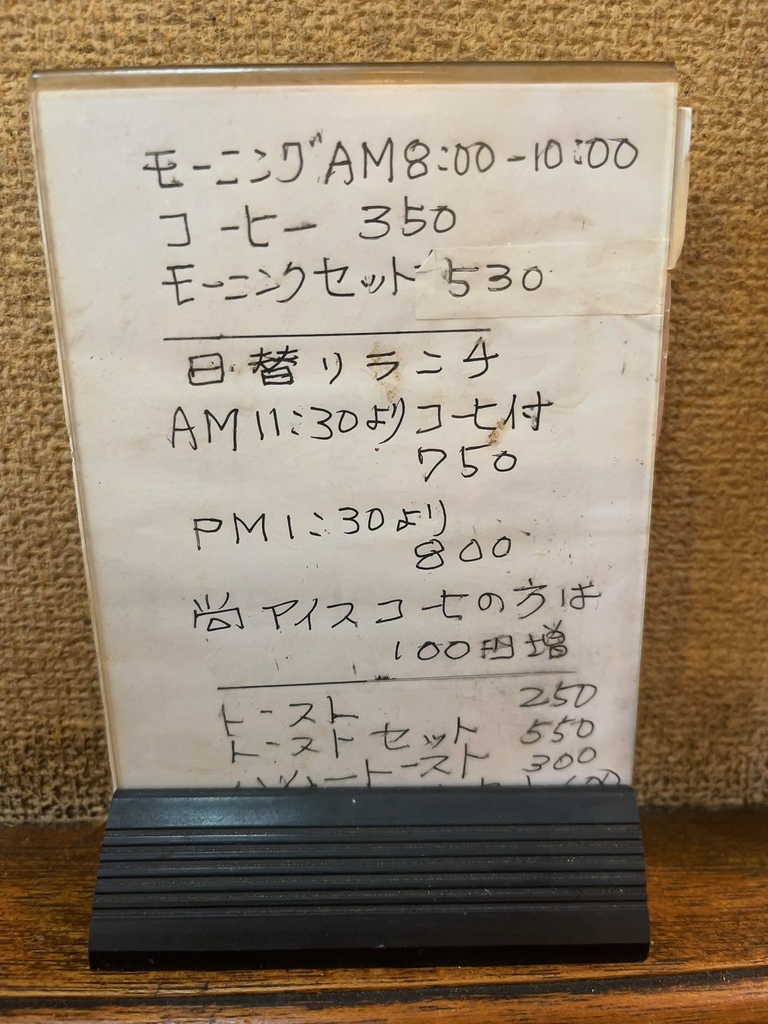 モーニングAM8:00-10:00
コーヒー 350
モーニングセット 530
日替りランチ
AM11:30よりコーヒ付
750
PM1:30より
800
尚アイスコーヒの方は
100円増
トースト 250
トーストセット 550
トースト 300